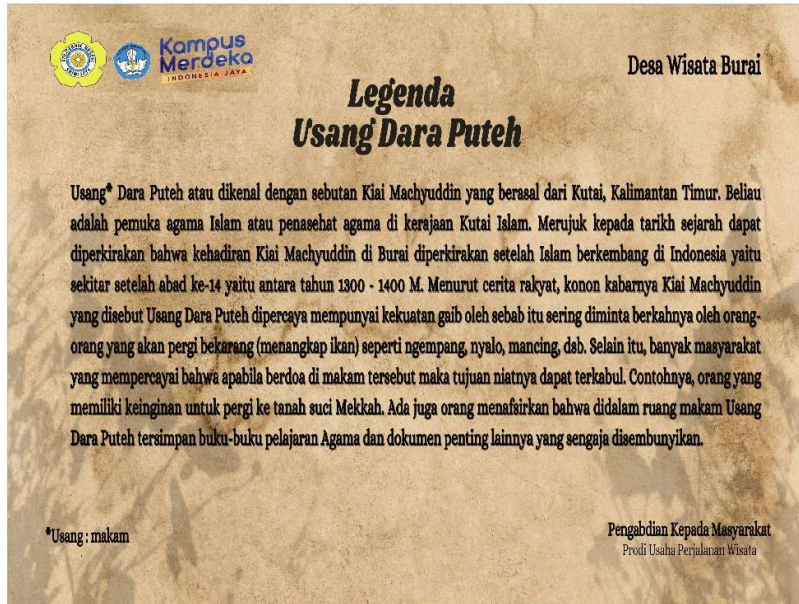 Kampus
Merdeka
INDONESIA JAYA
Desa Wisata Burai
Legenda
Usang Dara Puteh
Usang* Dara Puteh atau dikenal dengan sebutan Kiai Machyuddin yang berasal dari Kutai, Kalimantan Timur. Beliau
adalah pemuka agama Islam atau penasehat agama di kerajaan Kutai Islam. Merujuk kepada tarikh sejarah dapat
diperkirakan bahwa kehadiran Kiai Machyuddin di Burai diperkirakan setelah Islam berkembang di Indonesia yaitu
sekitar setelah abad ke-14 yaitu antara tahun 1300 - 1400 M. Menurut cerita rakyat, konon kabarnya Kiai Machyuddin
yang disebut Usang Dara Puteh dipercaya mempunyai kekuatan gaib oleh sebab itu sering diminta berkahnya oleh orang-
orang yang akan pergi bekarang (menangkap ikan) seperti ngempang, nyalo, mancing, dsb. Selain itu, banyak masyarakat
yang mempercayai bahwa apabila berdoa di makam tersebut maka tujuan niatnya dapat terkabul. Contohnya, orang yang
memiliki keinginan untuk pergi ke tanah suci Mekkah. Ada juga orang menafsirkan bahwa didalam ruang makam Usang
Dara Puteh tersimpan buku-buku pelajaran Agama dan dokumen penting lainnya yang sengaja disembunyikan.
*Usang : makam
Pengabdian Kepada Masyarakat
Prodi Usaha Perjalanan Wisata